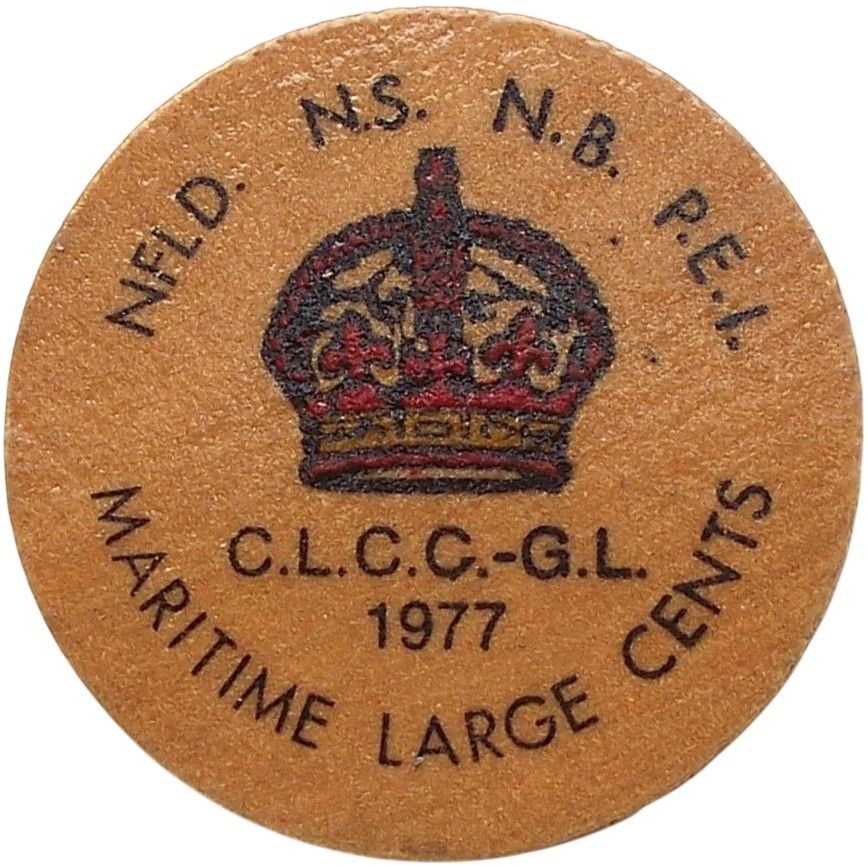 NFLD. N.S. N.B. P.E.I.
C.L.C.C.-G.L.
1977
MARITIME LARGE CENTS